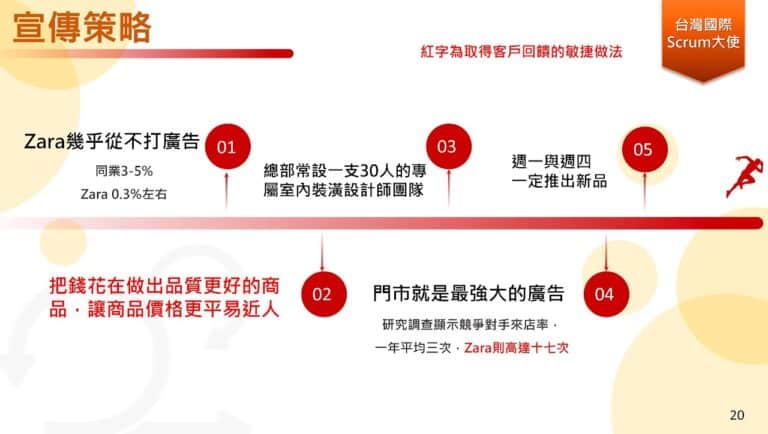 宣傳策略
紅字為取得客戶回饋的敏捷做法
台灣國際
Scrum大使
Zara幾乎從不打廣告
同業3-5%
Zara 0.3%左右
01
把錢花在做出品質更好的商
品，讓商品價格更平易近人
02
總部常設一支30人的專
屬室內裝潢設計師團隊
03
門市就是最強大的廣告
研究調查顯示競爭對手來店率，
一年平均三次，Zara則高達十七次
04
週一與週四
一定推出新品
05
20